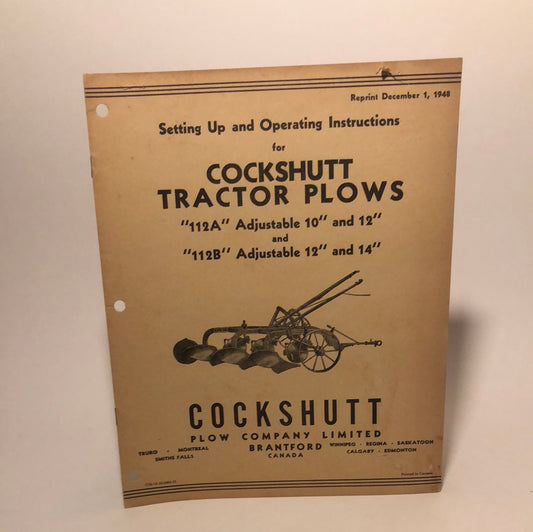 Reprint December 1, 1948
Setting Up and Operating Instructions
for
COCKSHUTT
TRACTOR PLOWS
"112A" Adjustable 10" and 12"
and
"112B" Adjustable 12" and 14"
COCKSHUTT
PLOW COMPANY LIMITED
TRURO - MONTREAL BRANTFORD WINNIPEG - REGINA - SASKATOON
SMITHS FALLS CANADA CALGARY - EDMONTON
Printed in Canada